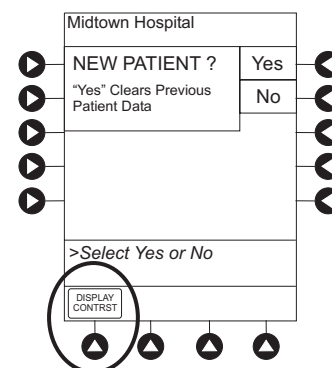 Midtown Hospital
NEW PATIENT ? Yes
“Yes” Clears Previous No
Patient Data
>Select Yes or No
DISPLAY
CONTRST